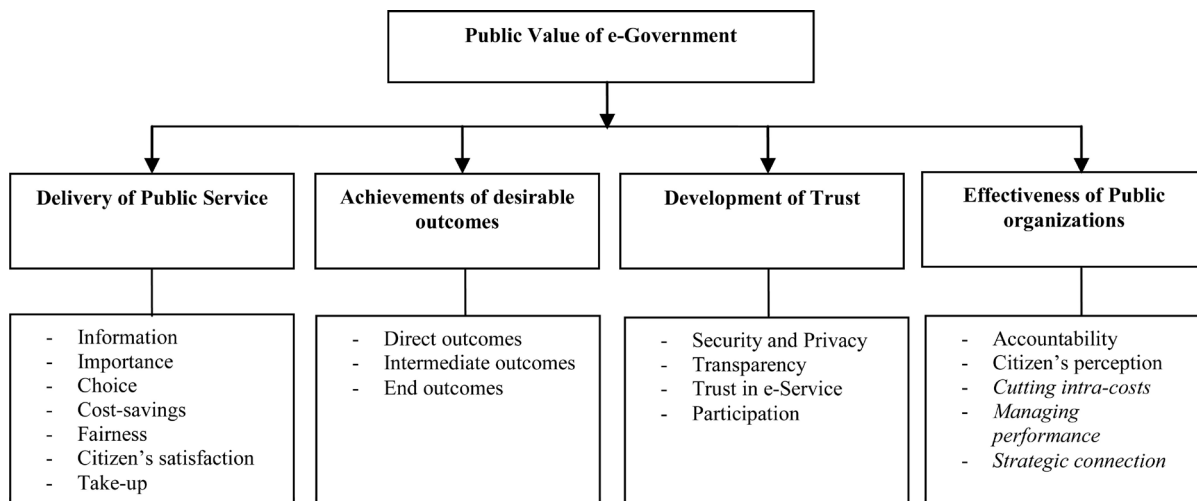 Public Value of e-Government
Delivery of Public Service
Achievements of desirable
outcomes
Development of Trust
Effectiveness of Public
organizations
- Information
- Importance
- Choice
- Cost-savings
- Fairness
- Citizen’s satisfaction
- Take-up
- Direct outcomes
- Intermediate outcomes
- End outcomes
- Security and Privacy
- Transparency
- Trust in e-Service
- Participation
- Accountability
- Citizen’s perception
- Cutting intra-costs
- Managing
performance
- Strategic connection